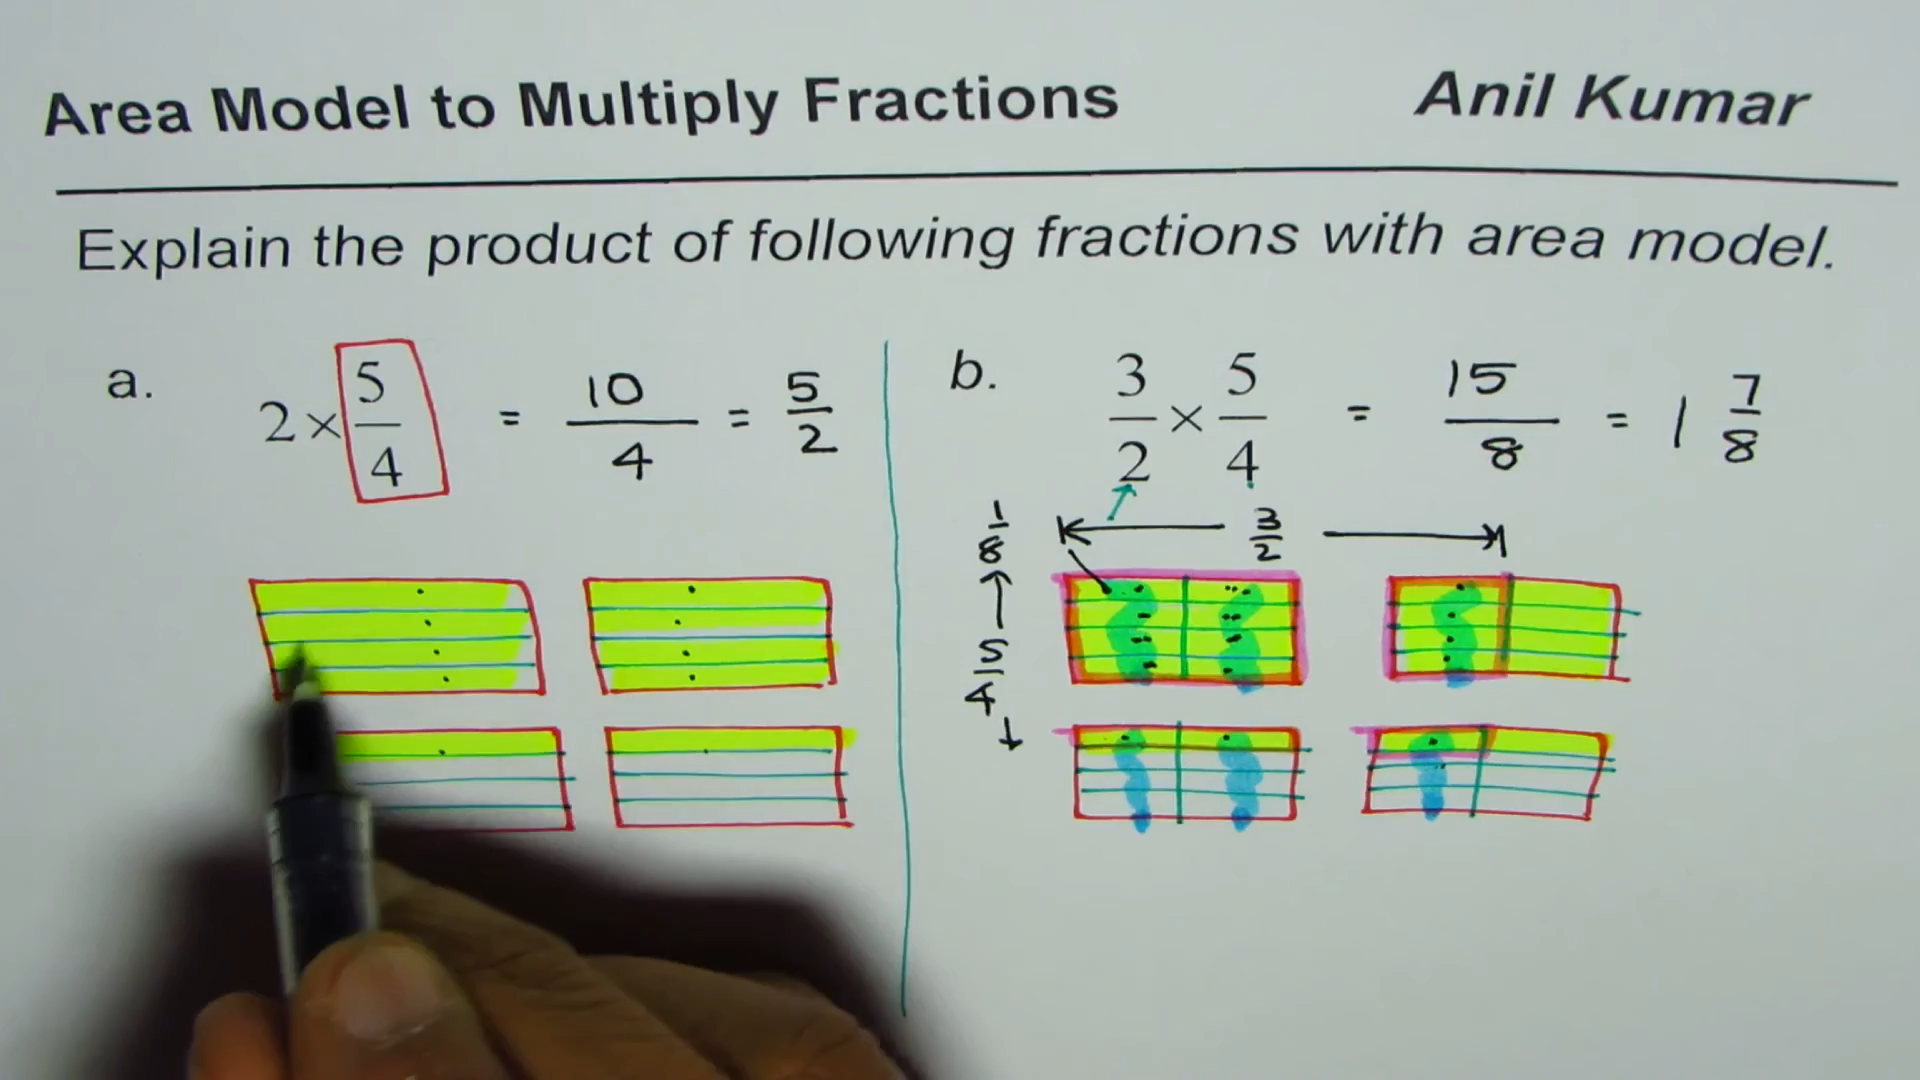 Area Model to Multiply Fractions
Anil Kumar
Explain the product of following fractions with area model.
a. 2 × 5/4 = 10/4 = 5/2
b. 3/2 × 5/4 = 15/8 = 1 7/8
1/8
3/2
5/4